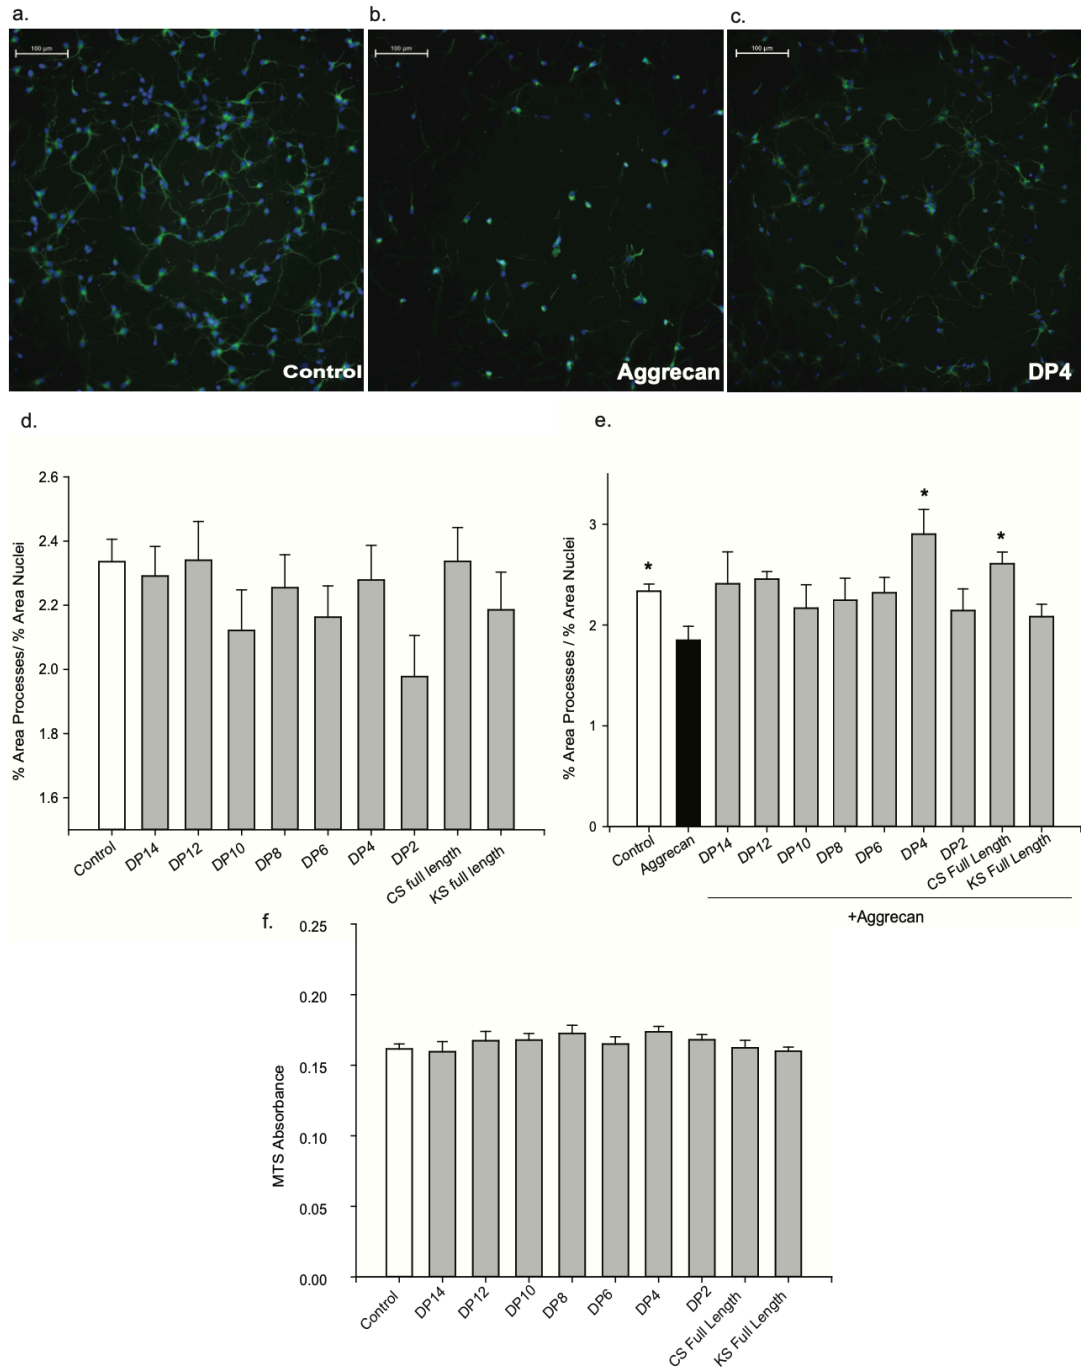 a.
b.
c.
100 µm
100 µm
100 µm
Control
Aggrecan
DP4
d.
% Area Processes/ % Area Nuclei
2.6
2.4
2.2
2.0
1.8
1.6
Control
DP14
DP12
DP10
DP8
DP6
DP4
DP2
CS full length
KS full length
e.
% Area Processes / % Area Nuclei
3
2
1
0
*
*
*
Control
Aggrecan
DP14
DP12
DP10
DP8
DP6
DP4
DP2
CS Full Length
KS Full Length
+Aggrecan
f.
MTS Absorbance
0.25
0.20
0.15
0.10
0.05
0.00
Control
DP14
DP12
DP10
DP8
DP6
DP4
DP2
CS Full Length
KS Full Length